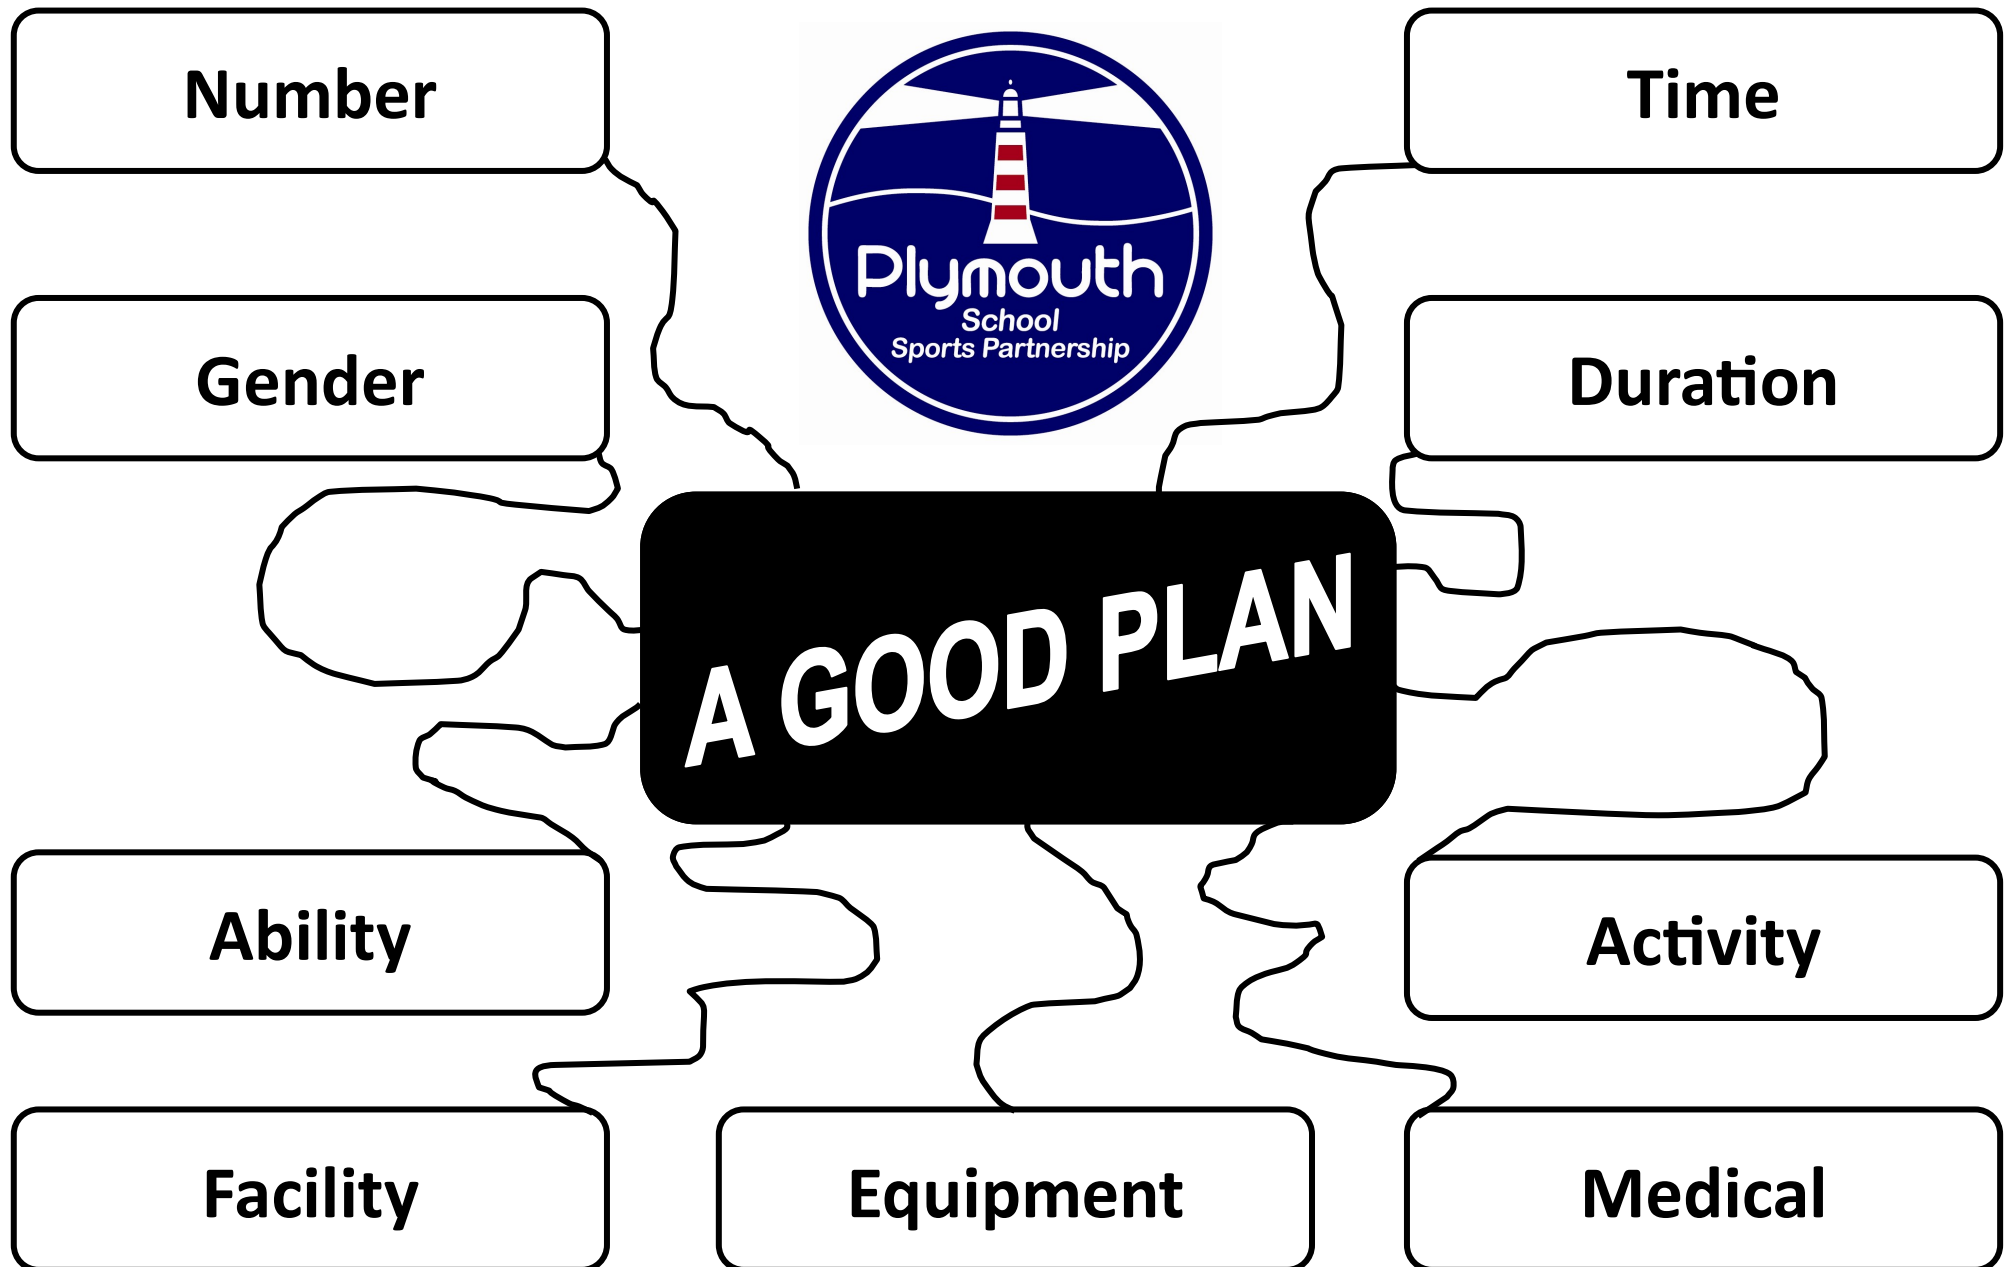 Number
Time
Plymouth
School
Sports Partnership
Gender
Duration
A GOOD PLAN
Ability
Activity
Facility
Equipment
Medical